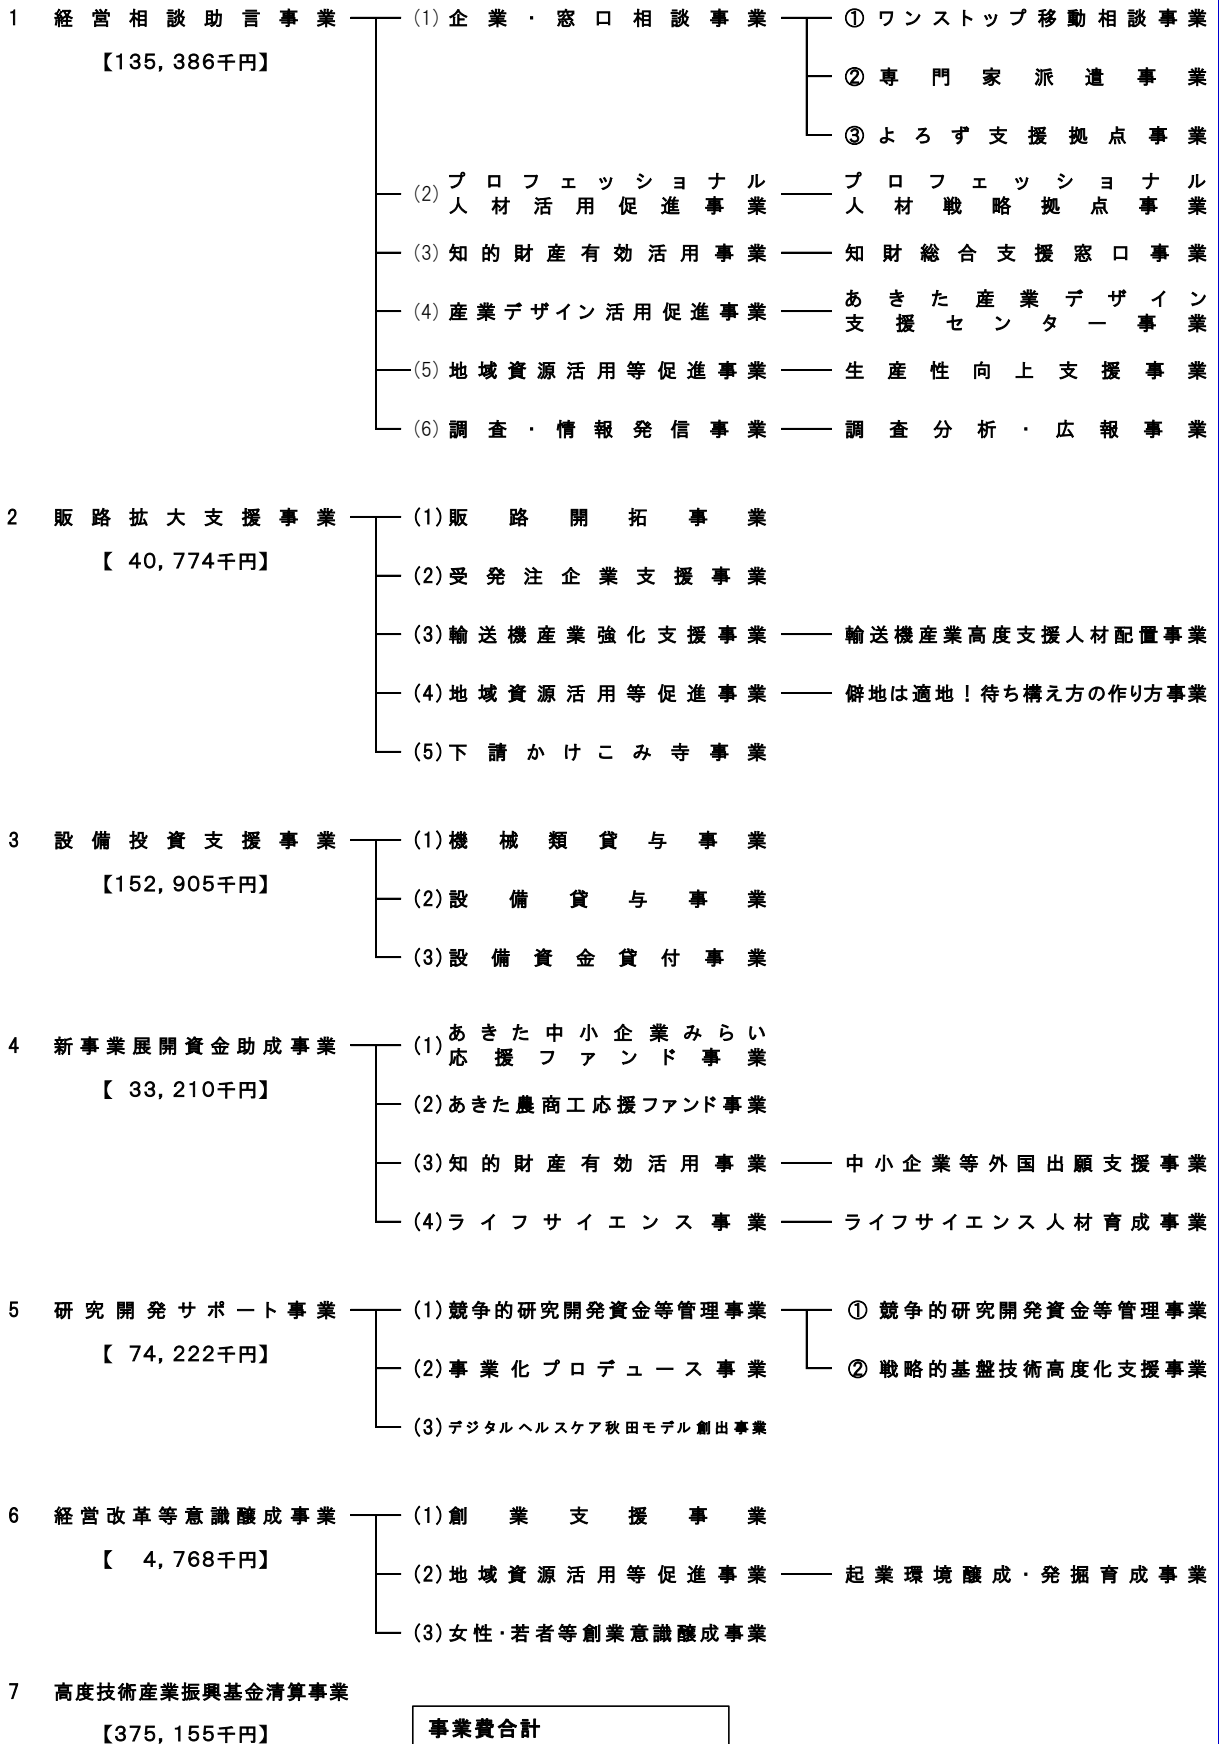 1 経営相談助言事業 (1) 企業・窓口相談事業 ① ワンストップ移動相談事業
【135,386千円】
② 専門家派遣事業
③ よろず支援拠点事業
(2) プロフェッショナル人材活用促進事業 プロフェッショナル人材戦略拠点事業
(3) 知的財産有効活用事業 知財総合支援窓口事業
(4) 産業デザイン活用促進事業 あきた産業デザイン支援センター事業
(5) 地域資源活用等促進事業 生産性向上支援事業
(6) 調査・情報発信事業 調査分析・広報事業
2 販路拡大支援事業 (1) 販路開拓事業
【 40,774千円】
(2) 受発注企業支援事業
(3) 輸送機産業強化支援事業 輸送機産業高度支援人材配置事業
(4) 地域資源活用等促進事業 僻地は適地！待ち構え方の作り方事業
(5) 下請かけこみ寺事業
3 設備投資支援事業 (1) 機械類貸与事業
【152,905千円】
(2) 設備貸与事業
(3) 設備資金貸付事業
4 新事業展開資金助成事業 (1) あきた中小企業みらい応援ファンド事業
【 33,210千円】
(2) あきた農商工応援ファンド事業
(3) 知的財産有効活用事業 中小企業等外国出願支援事業
(4) ライフサイエンス事業 ライフサイエンス人材育成事業
5 研究開発サポート事業 (1) 競争的研究開発資金等管理事業 ① 競争的研究開発資金等管理事業
【 74,222千円】
(2) 事業化プロデュース事業 ② 戦略的基盤技術高度化支援事業
(3) デジタルヘルスケア秋田モデル創出事業
6 経営改革等意識醸成事業 (1) 創業支援事業
【 4,768千円】
(2) 地域資源活用等促進事業 起業環境醸成・発掘育成事業
(3) 女性・若者等創業意識醸成事業
7 高度技術産業振興基金清算事業
【375,155千円】
事業費合計